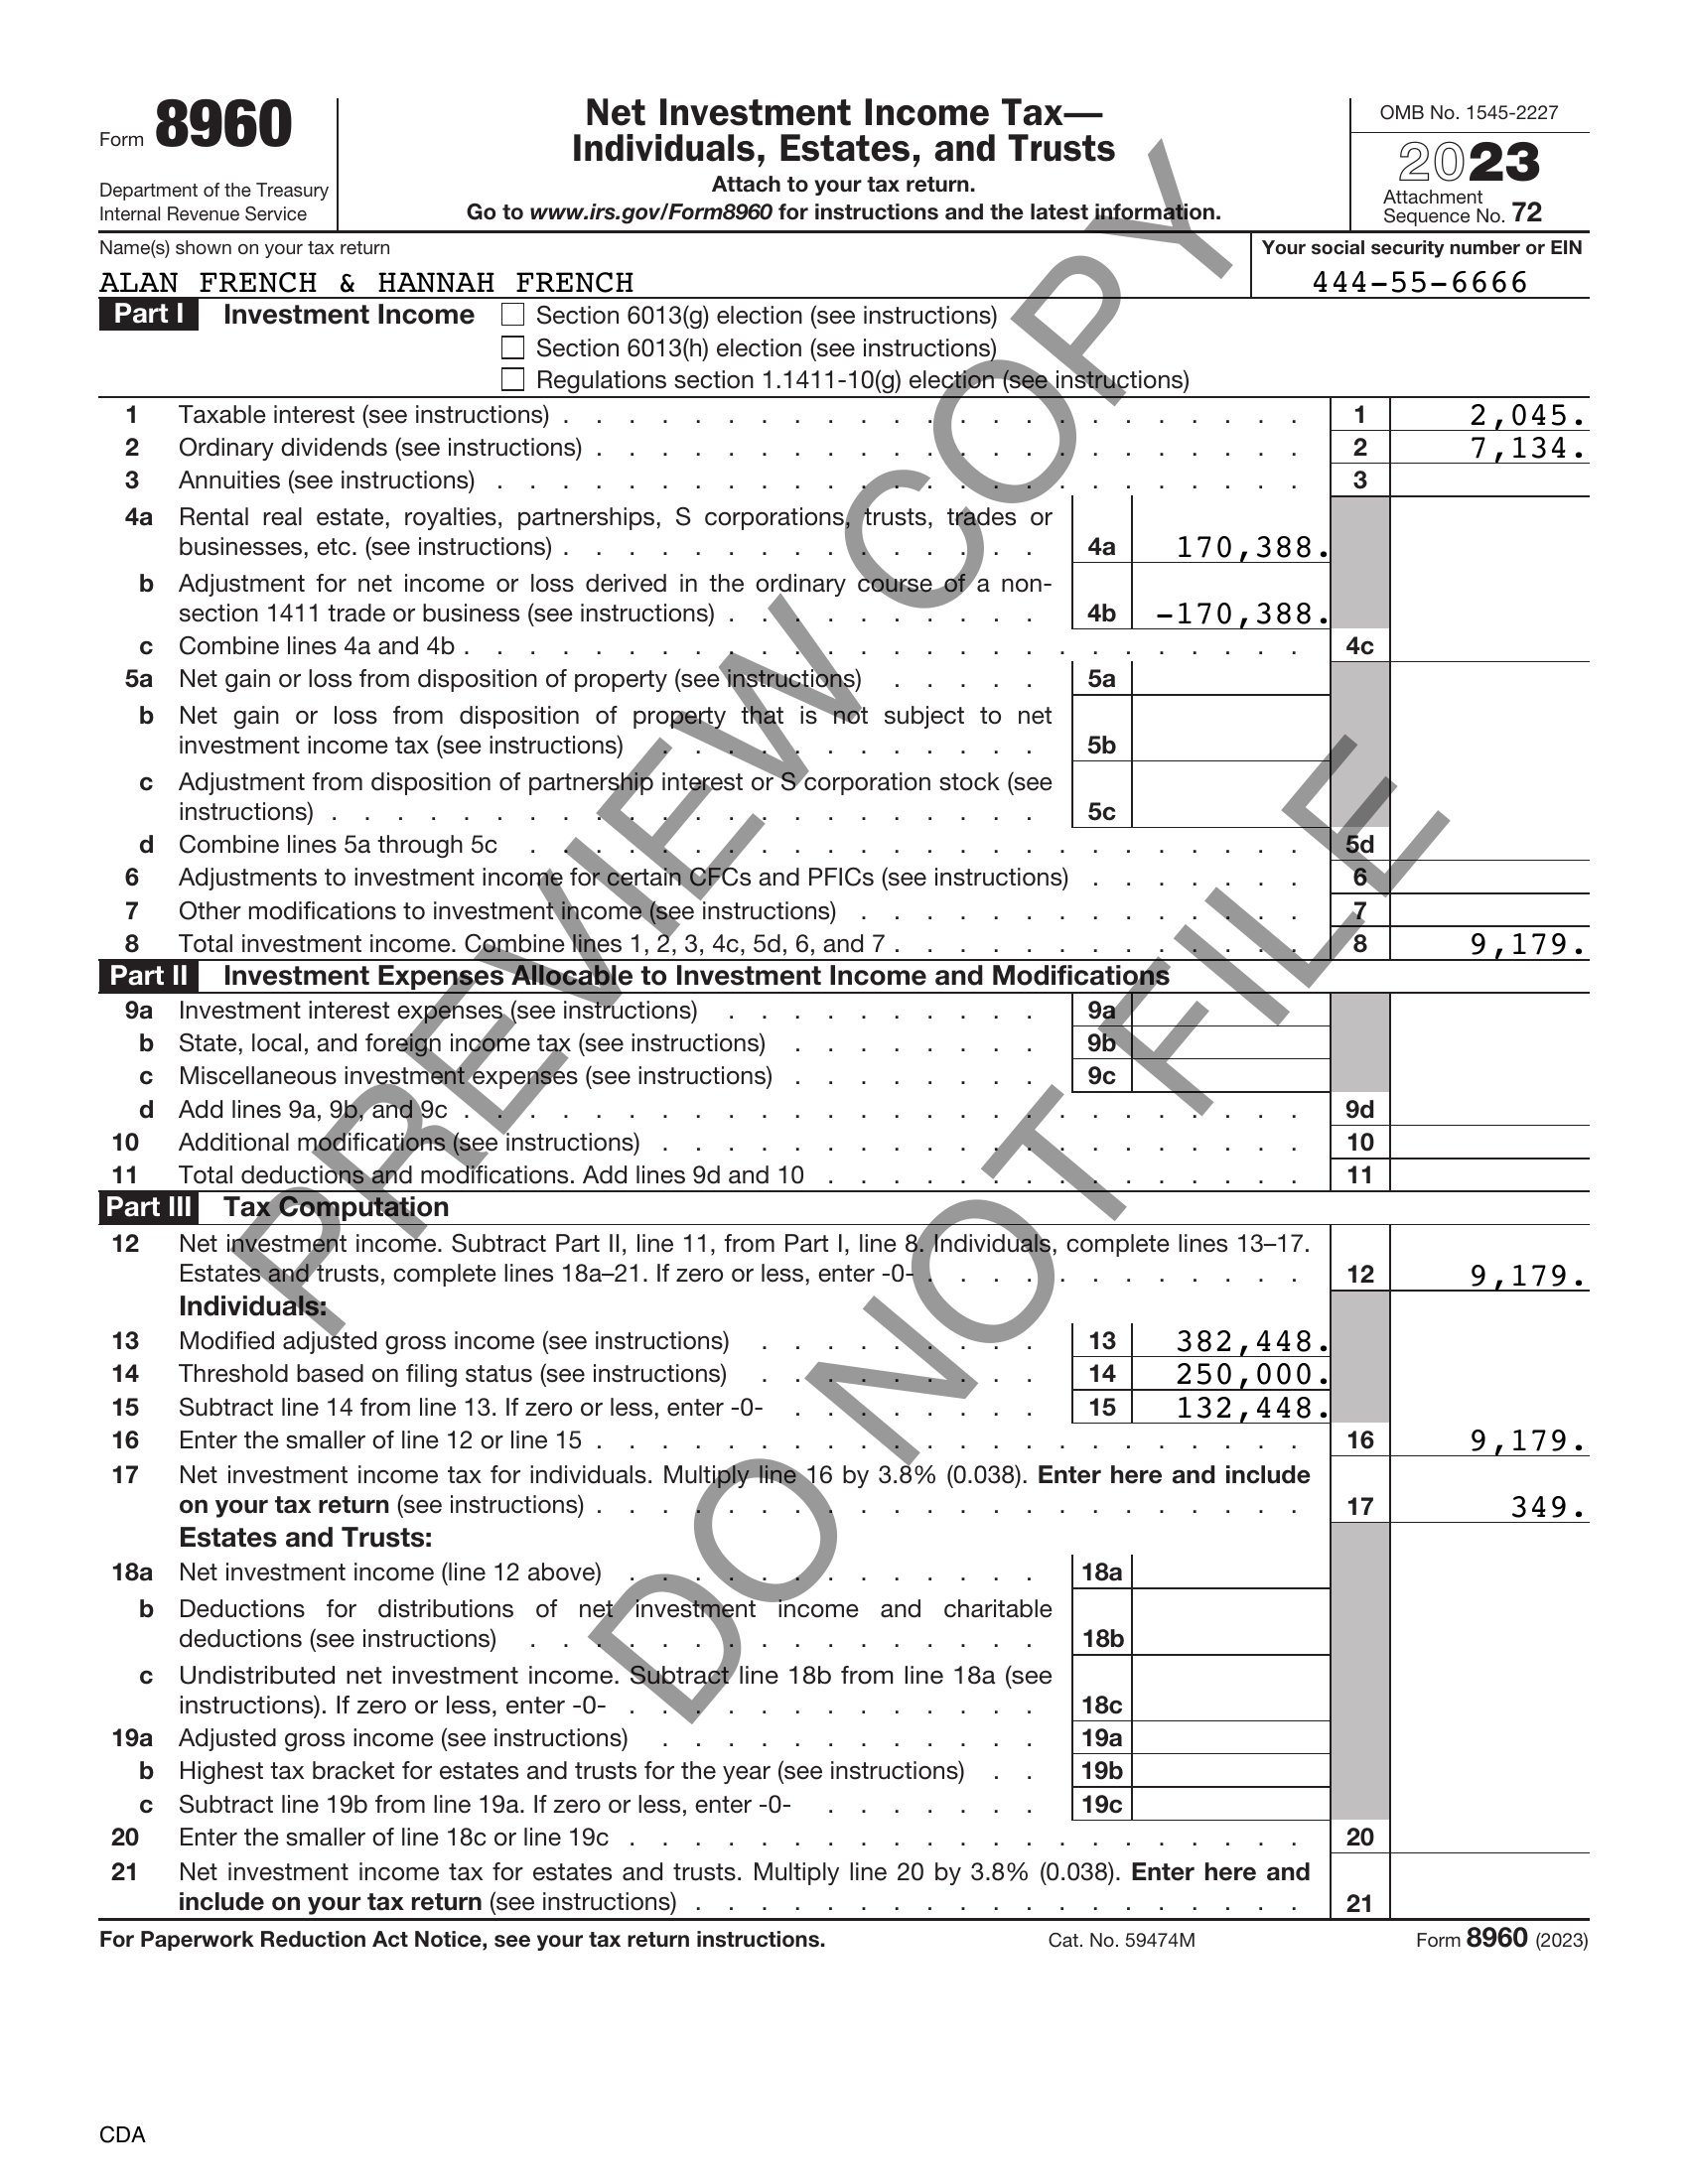 Form 8960
Department of the Treasury
Internal Revenue Service
Net Investment Income Tax—
Individuals, Estates, and Trusts
Attach to your tax return.
Go to www.irs.gov/Form8960 for instructions and the latest information.
OMB No. 1545-2227
2023
Attachment
Sequence No. 72
Name(s) shown on your tax return
ALAN FRENCH & HANNAH FRENCH
Your social security number or EIN
444-55-6666
Part I Investment Income
Section 6013(g) election (see instructions)
Section 6013(h) election (see instructions)
Regulations section 1.1411-10(g) election (see instructions)
1 Taxable interest (see instructions) 1 2,045.
2 Ordinary dividends (see instructions) 2 7,134.
3 Annuities (see instructions) 3
4a Rental real estate, royalties, partnerships, S corporations, trusts, trades or
businesses, etc. (see instructions) 4a 170,388.
b Adjustment for net income or loss derived in the ordinary course of a non-
section 1411 trade or business (see instructions) 4b -170,388.
c Combine lines 4a and 4b 4c
5a Net gain or loss from disposition of property (see instructions) 5a
b Net gain or loss from disposition of property that is not subject to net
investment income tax (see instructions) 5b
c Adjustment from disposition of partnership interest or S corporation stock (see
instructions) 5c
d Combine lines 5a through 5c 5d
6 Adjustments to investment income for certain CFCs and PFICs (see instructions) 6
7 Other modifications to investment income (see instructions) 7
8 Total investment income. Combine lines 1, 2, 3, 4c, 5d, 6, and 7 8 9,179.
Part II Investment Expenses Allocable to Investment Income and Modifications
9a Investment interest expenses (see instructions) 9a
b State, local, and foreign income tax (see instructions) 9b
c Miscellaneous investment expenses (see instructions) 9c
d Add lines 9a, 9b, and 9c 9d
10 Additional modifications (see instructions) 10
11 Total deductions and modifications. Add lines 9d and 10 11
Part III Tax Computation
12 Net investment income. Subtract Part II, line 11, from Part I, line 8. Individuals, complete lines 13–17.
Estates and trusts, complete lines 18a–21. If zero or less, enter -0- 12 9,179.
Individuals:
13 Modified adjusted gross income (see instructions) 13 382,448.
14 Threshold based on filing status (see instructions) 14 250,000.
15 Subtract line 14 from line 13. If zero or less, enter -0- 15 132,448.
16 Enter the smaller of line 12 or line 15 16 9,179.
17 Net investment income tax for individuals. Multiply line 16 by 3.8% (0.038). Enter here and include
on your tax return (see instructions) 17 349.
Estates and Trusts:
18a Net investment income (line 12 above) 18a
b Deductions for distributions of net investment income and charitable
deductions (see instructions) 18b
c Undistributed net investment income. Subtract line 18b from line 18a (see
instructions). If zero or less, enter -0- 18c
19a Adjusted gross income (see instructions) 19a
b Highest tax bracket for estates and trusts for the year (see instructions) 19b
c Subtract line 19b from line 19a. If zero or less, enter -0- 19c
20 Enter the smaller of line 18c or line 19c 20
21 Net investment income tax for estates and trusts. Multiply line 20 by 3.8% (0.038). Enter here and
include on your tax return (see instructions) 21
For Paperwork Reduction Act Notice, see your tax return instructions. Cat. No. 59474M Form 8960 (2023)
CDA
PREVIEW COPY
DO NOT FILE